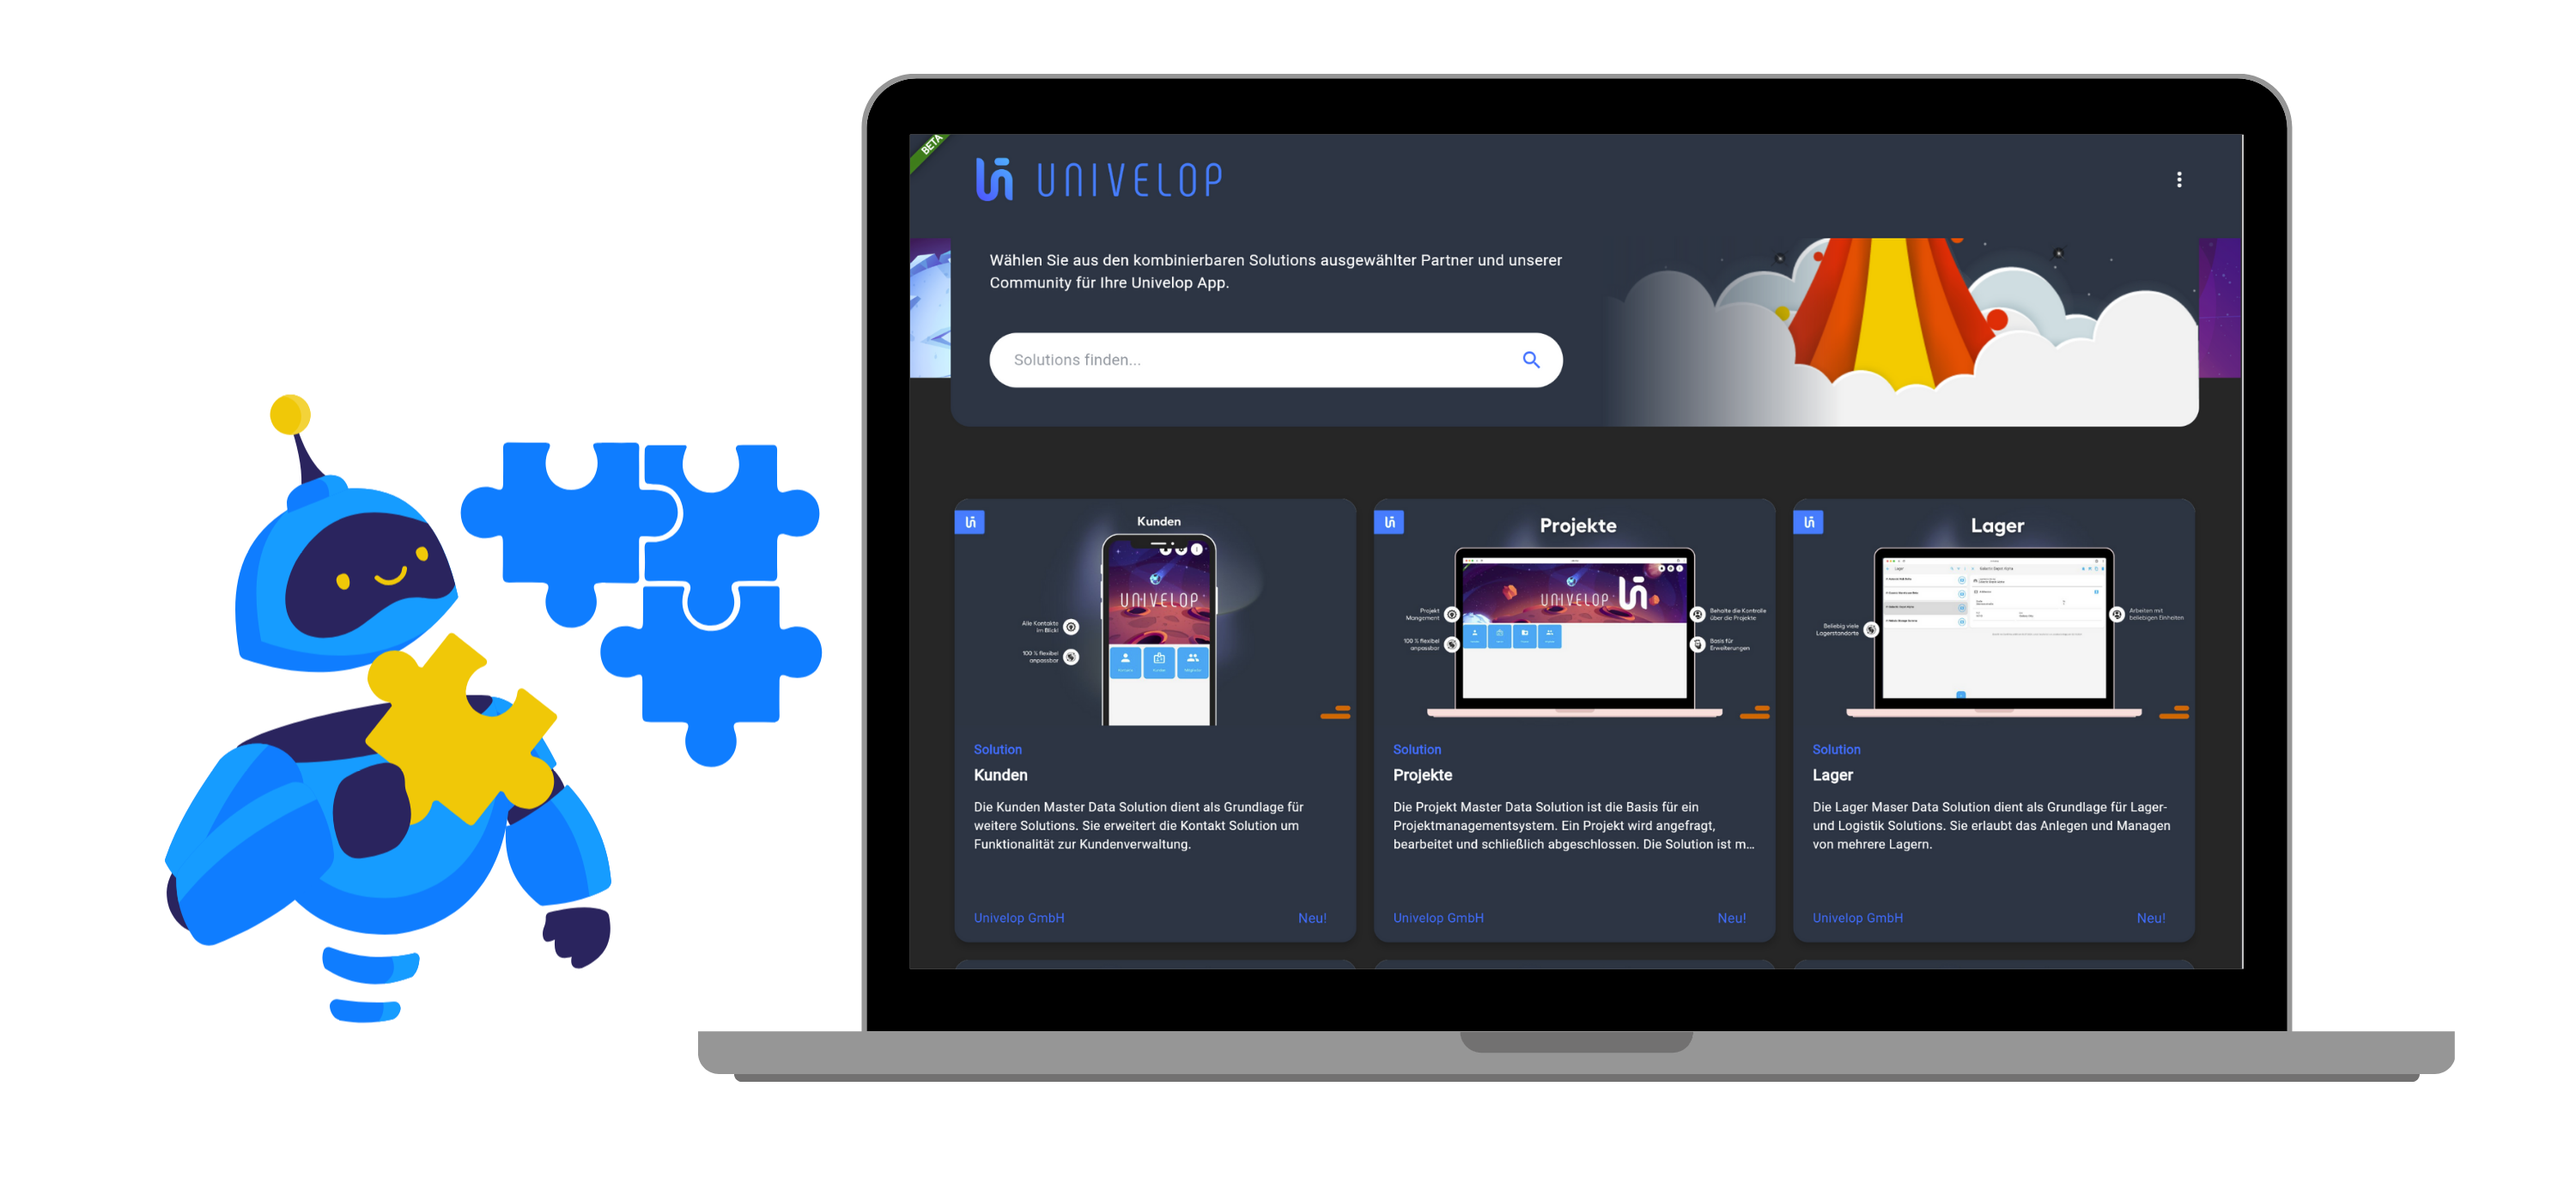 BETA
UNIVELOP
Wählen Sie aus den kombinierbaren Solutions ausgewählter Partner und unserer
Community für Ihre Univelop App.
Solutions finden...
Kunden
UNIVELOP
Alle Kontakte
im Blick!
100 % flexibel
anpassbar
Solution
Kunden
Die Kunden Master Data Solution dient als Grundlage für
weitere Solutions. Sie erweitert die Kontakt Solution um
Funktionalität zur Kundenverwaltung.
Univelop GmbH
Neu!
Projekte
UNIVELOP
Projekt
Mangement
100 % flexibel
anpassbar
Behalte die Kontrolle
über die Projekte
Basis für
Erweiterungen
Solution
Projekte
Die Projekt Master Data Solution ist die Basis für ein
Projektmanagementsystem. Ein Projekt wird angefragt,
bearbeitet und schließlich abgeschlossen. Die Solution ist m...
Univelop GmbH
Neu!
Lager
Beliebig viele
Lagerstandorte
Arbeiten mit
beliebigen Einheiten
Solution
Lager
Die Lager Maser Data Solution dient als Grundlage für Lager-
und Logistik Solutions. Sie erlaubt das Anlegen und Managen
von mehrere Lagern.
Univelop GmbH
Neu!